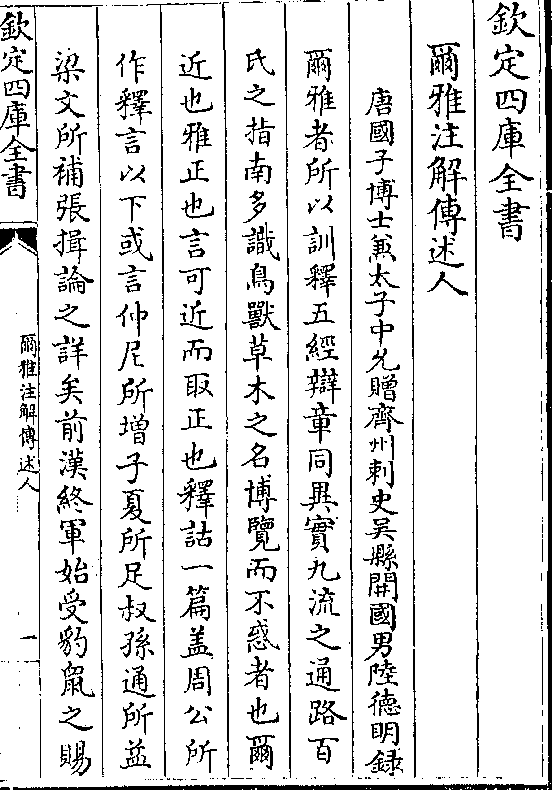 欽定四庫全書
爾雅注解傳述人
唐國子博士兼太子中允贈齊州刺史吳縣開國男陸德明錄
爾雅者所以訓釋五經辯章同異實九流之通路百
氏之指南多識鳥獸草木之名博覽而不惑者也爾
近也雅正也言可近而取正也釋詁一篇盖周公所
作釋言以下或言仲尼所增子夏所足叔孫通所益
梁文所補張揖論之詳矣前漢終軍始受豹鼠之賜
欽定四庫全書
爾雅注解傳述人
一